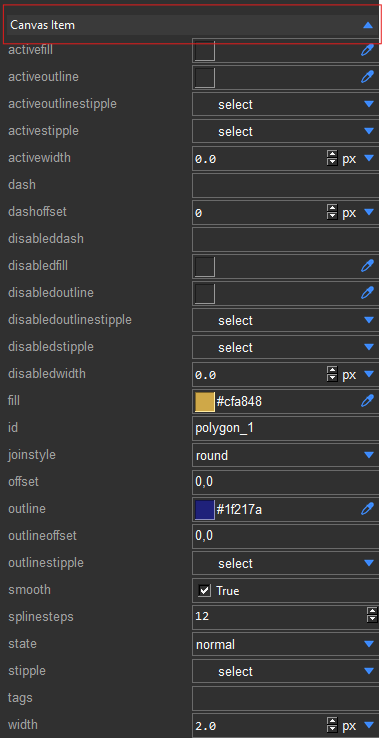 Canvas Item
activefill
activeoutline
activeoutlinestipple select
activestipple select
activewidth 0.0 px
dash
dashoffset 0 px
disableddash
disabledfill
disabledoutline
disabledoutlinestipple select
disabledstipple select
disabledwidth 0.0 px
fill #cfa848
id polygon_1
joinstyle round
offset 0,0
outline #1f217a
outlineoffset 0,0
outlinestipple select
smooth True
splinesteps 12
state normal
stipple select
tags
width 2.0 px